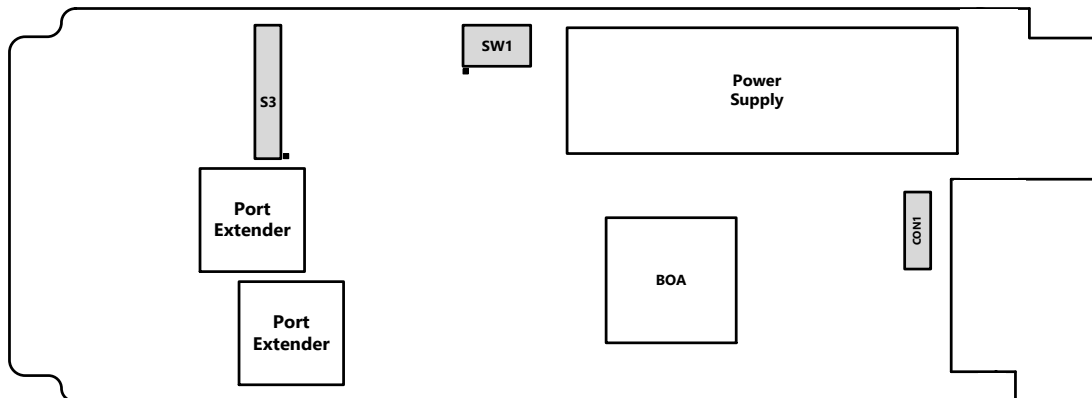 SW1
S3
Power
Supply
Port
Extender
CON1
BOA
Port
Extender